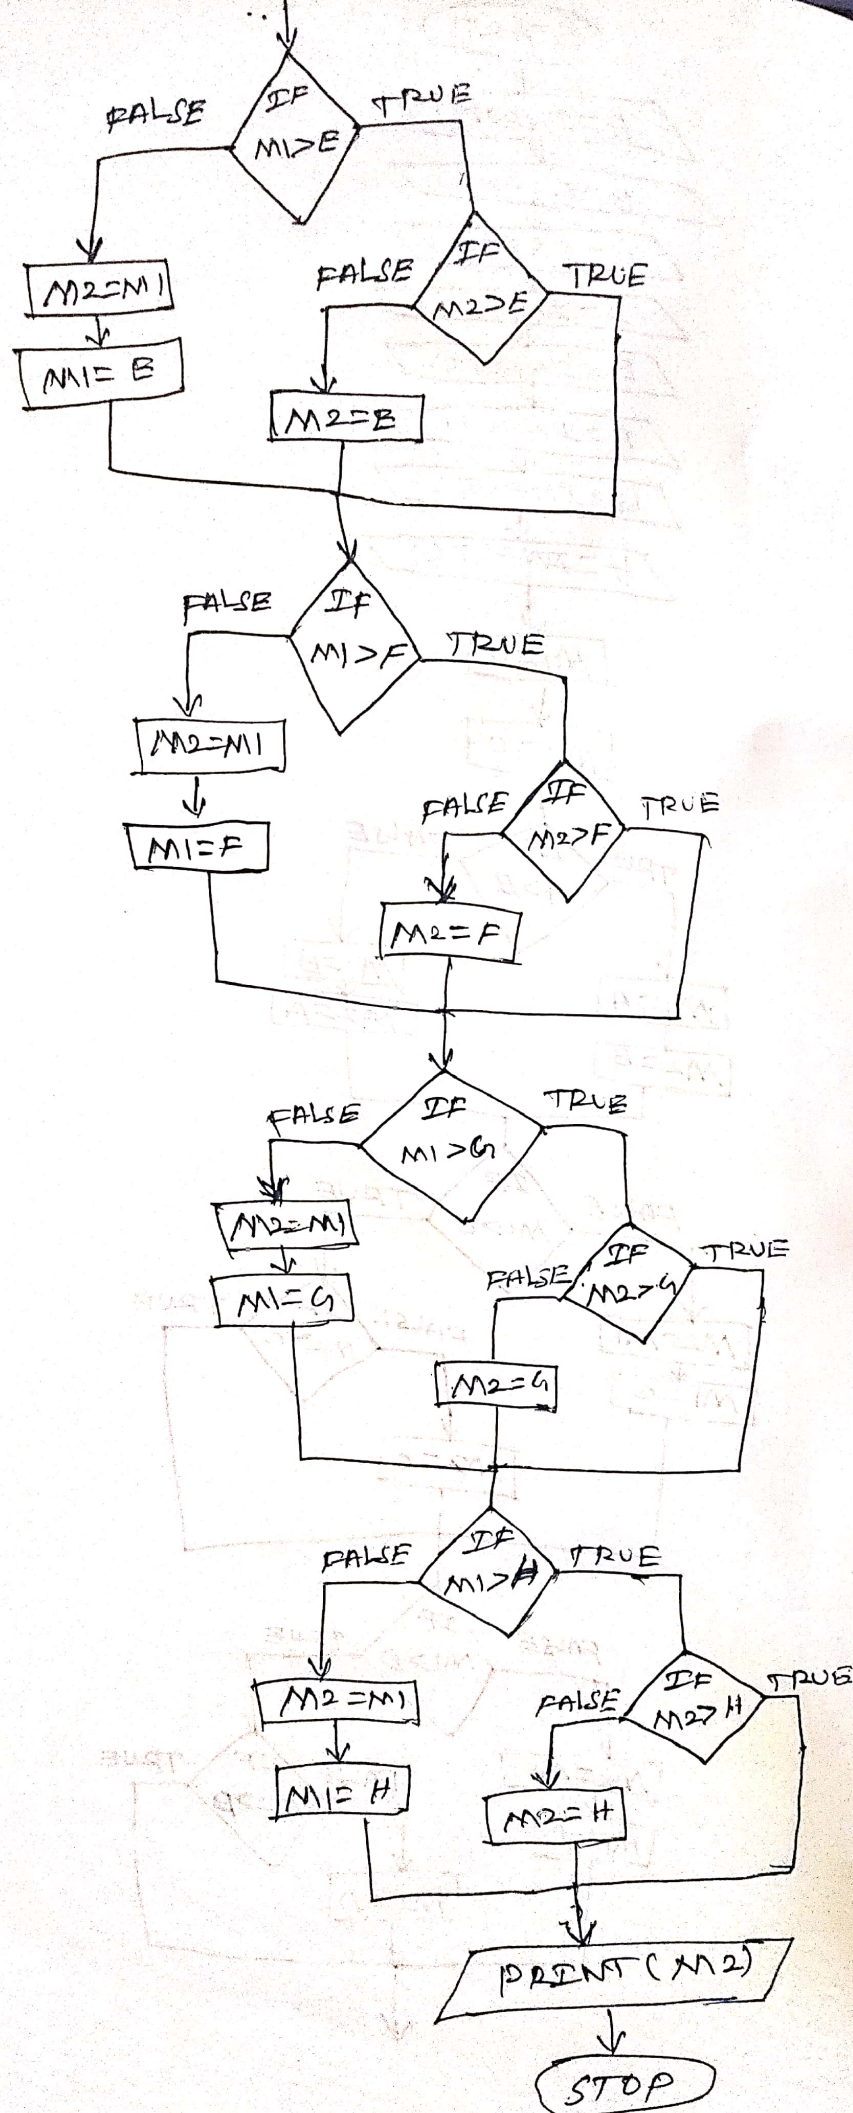 IF
M1>E
FALSE
TRUE
IF
M2>E
FALSE
TRUE
M2=M1
M1=E
M2=E
IF
M1>F
FALSE
TRUE
M2=M1
IF
M2>F
FALSE
TRUE
M1=F
M2=F
IF
M1>G
FALSE
TRUE
M2=M1
IF
M2>G
FALSE
TRUE
M1=G
M2=G
IF
M1>H
FALSE
TRUE
M2=M1
IF
M2>H
FALSE
TRUE
M1=H
M2=H
PRINT(M2)
STOP